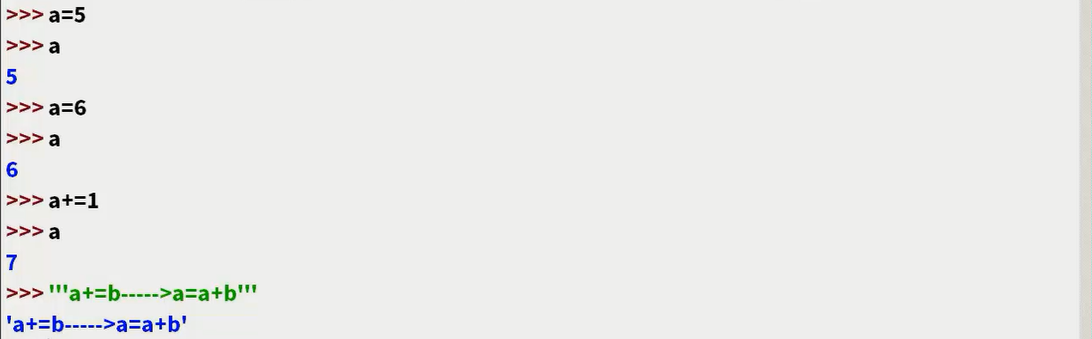 >>> a=5
>>> a
5
>>> a=6
>>> a
6
>>> a+=1
>>> a
7
>>> '''a+=b----->a=a+b'''
'a+=b----->a=a+b'